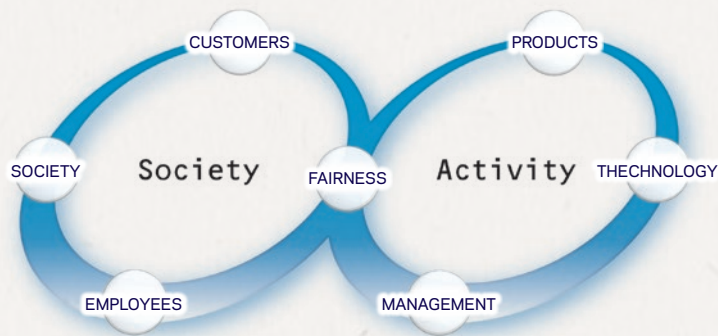 CUSTOMERS
PRODUCTS
SOCIETY
Society
FAIRNESS
Activity
THECHNOLOGY
EMPLOYEES
MANAGEMENT